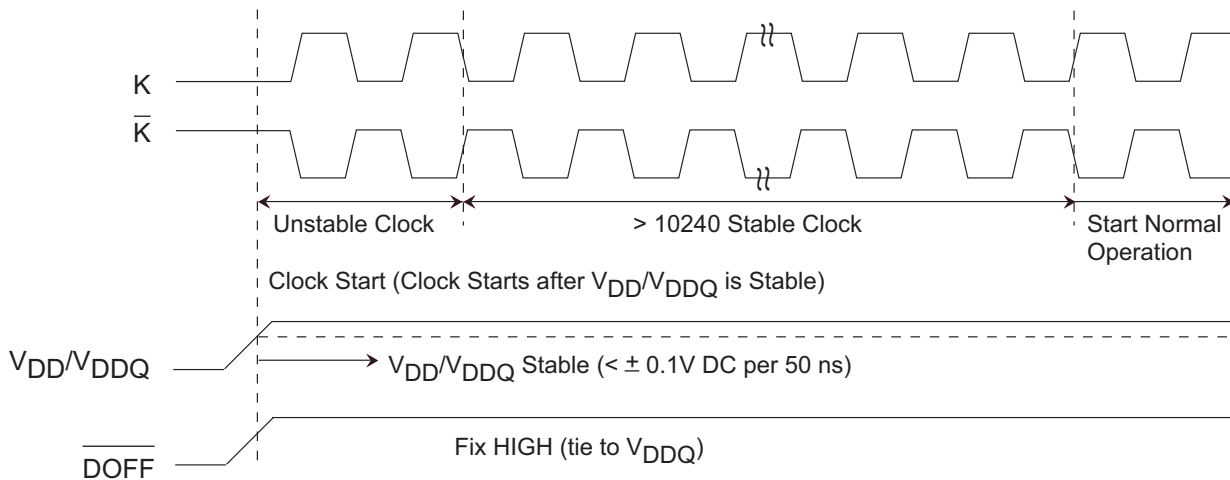 K
K̅
Unstable Clock
> 10240 Stable Clock
Start Normal
Operation
Clock Start (Clock Starts after VDD/VDDQ is Stable)
VDD/VDDQ
VDD/VDDQ Stable (< ± 0.1V DC per 50 ns)
Fix HIGH (tie to VDDQ)
D̅O̅F̅F̅